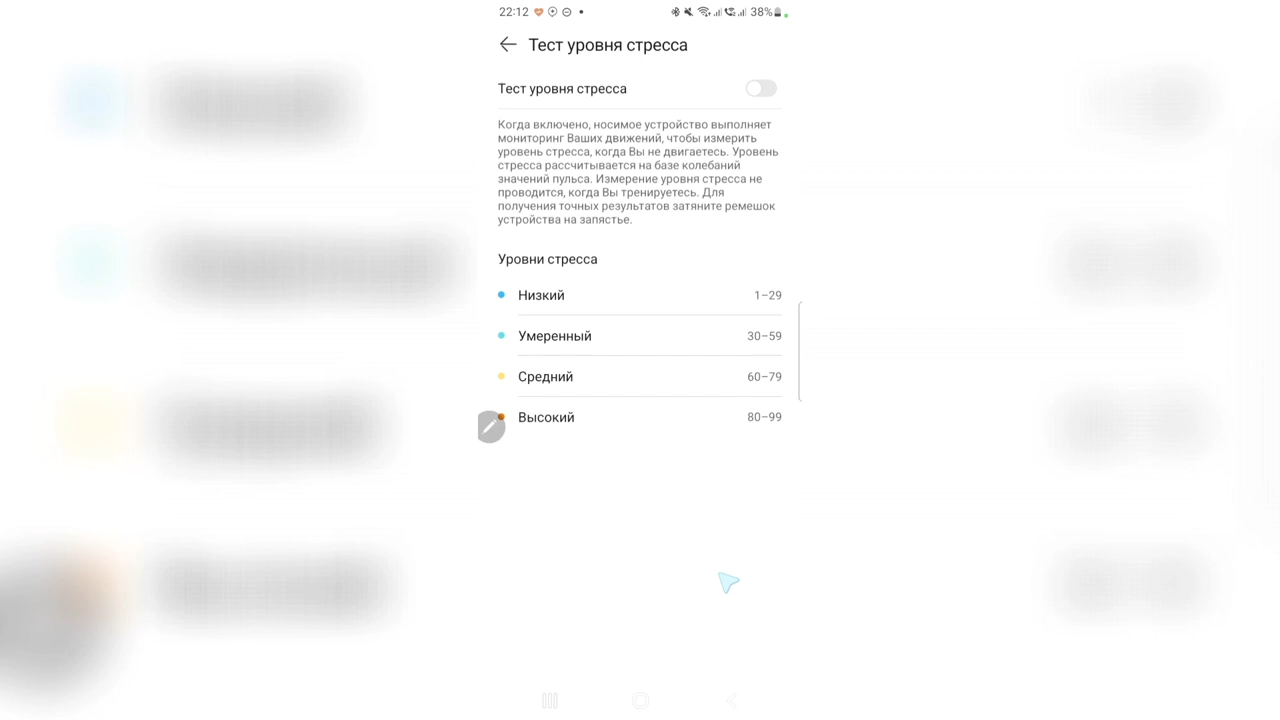 22:12 38%
Тест уровня стресса
Тест уровня стресса
Когда включено, носимое устройство выполняет
мониторинг Ваших движений, чтобы измерить
уровень стресса, когда Вы не двигаетесь. Уровень
стресса рассчитывается на базе колебаний
значений пульса. Измерение уровня стресса не
проводится, когда Вы тренируетесь. Для
получения точных результатов затяните ремешок
устройства на запястье.
Уровни стресса
Низкий 1–29
Умеренный 30–59
Средний 60–79
Высокий 80–99